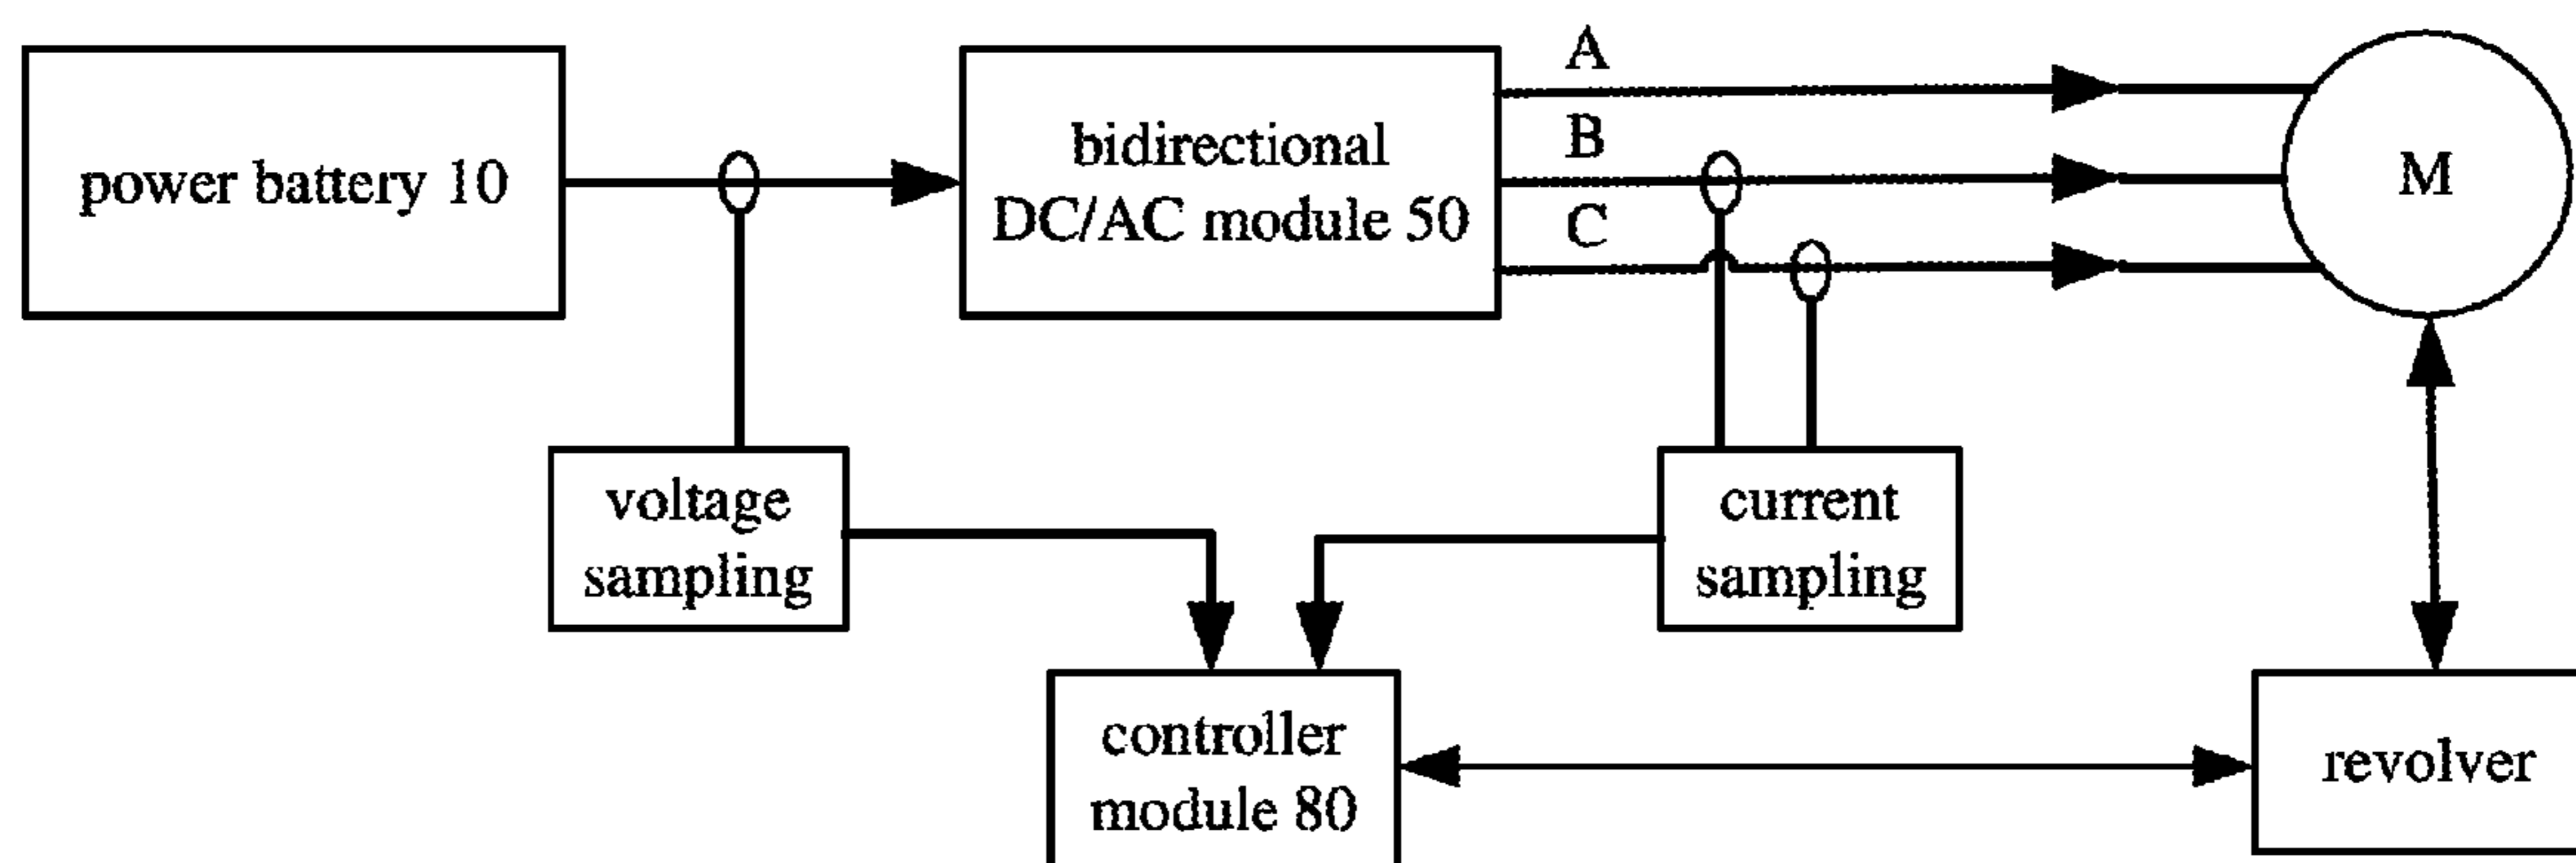 power battery 10
bidirectional
DC/AC module 50
A
B
C
M
voltage
sampling
current
sampling
controller
module 80
revolver